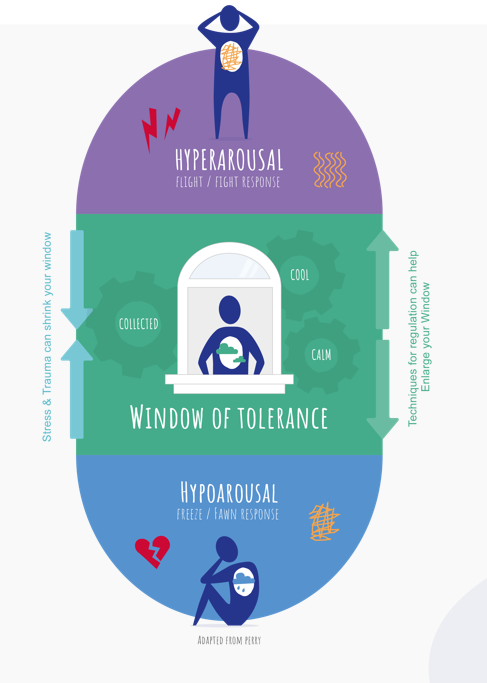 HYPERAROUSAL
FLIGHT / FIGHT RESPONSE
COOL
COLLECTED
CALM
WINDOW OF TOLERANCE
Stress & Trauma can shrink your window
Techniques for regulation can help
Enlarge your Window
HYPOAROUSAL
FREEZE / FAWN RESPONSE
ADAPTED FROM PERRY